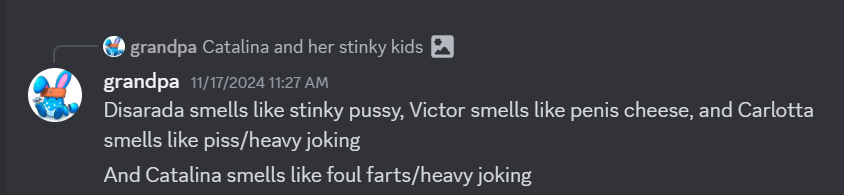 grandpa Catalina and her stinky kids
grandpa 11/17/2024 11:27 AM
Disarada smells like stinky pussy, Victor smells like penis cheese, and Carlotta
smells like piss/heavy joking
And Catalina smells like foul farts/heavy joking